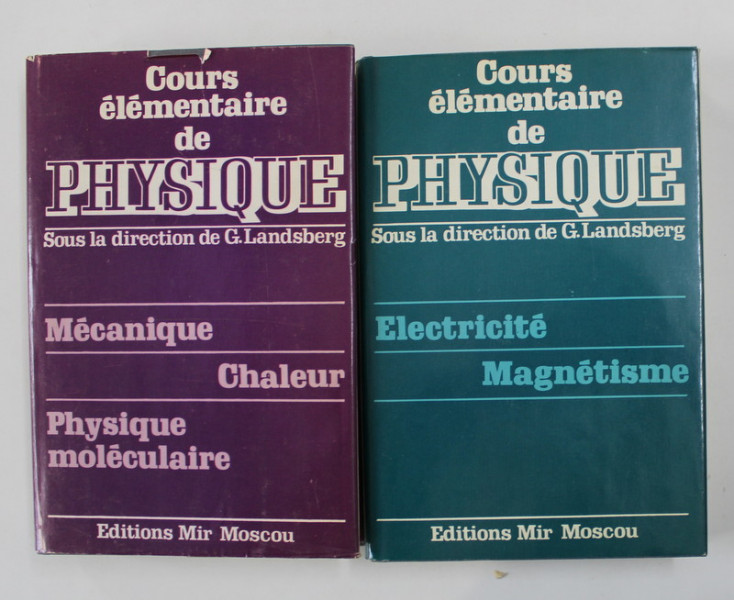 Cours
élémentaire
de
PHYSIQUE
Sous la direction de G. Landsberg
Mécanique
Chaleur
Physique
moléculaire
Editions Mir Moscou
Cours
élémentaire
de
PHYSIQUE
Sous la direction de G. Landsberg
Electricité
Magnétisme
Editions Mir Moscou